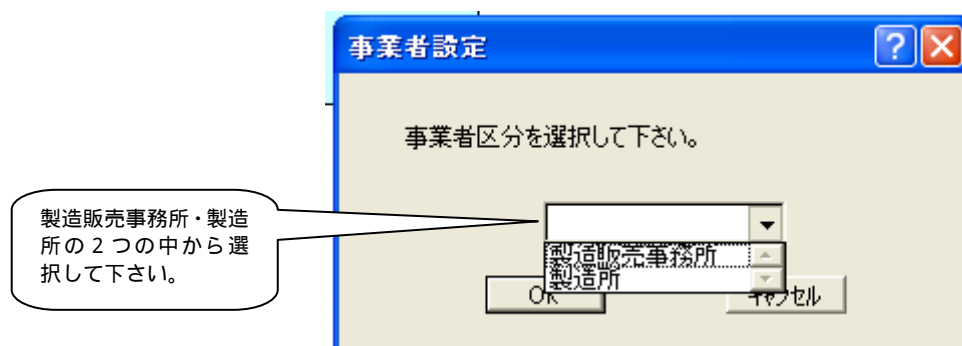 事業者設定
事業者区分を選択して下さい。
製造販売事務所・製造
所の２つの中から選
択して下さい。
製造販売事務所
製造所
OK
キャンセル